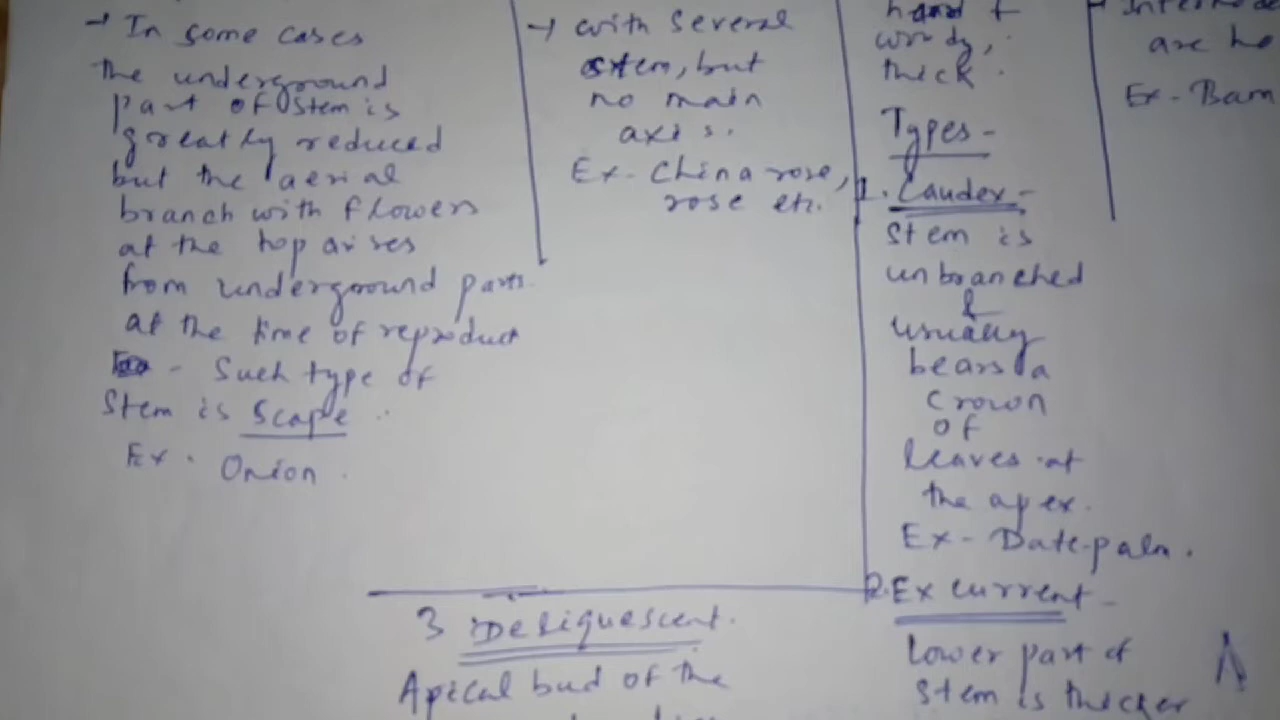 → In some cases
the underground
part of stem is
greatly reduced
but the aerial
branch with flowers
at the top arises
from underground parts
at the time of reproduct
- Such type of
stem is Scape
Ex. Onion.
→ with several
stem, but
no main
axis.
Ex- China rose,
rose etc.
hard &
woody,
thick.
Types-
1. Caudex-
Stem is
unbranched
&
usually
bears a
crown
of
leaves at
the apex.
Ex- Date-palm.
2. Ex current-
Lower part of
stem is thicker
3 Deliquescent.
Apical bud of the
are ho
Ex- Bam